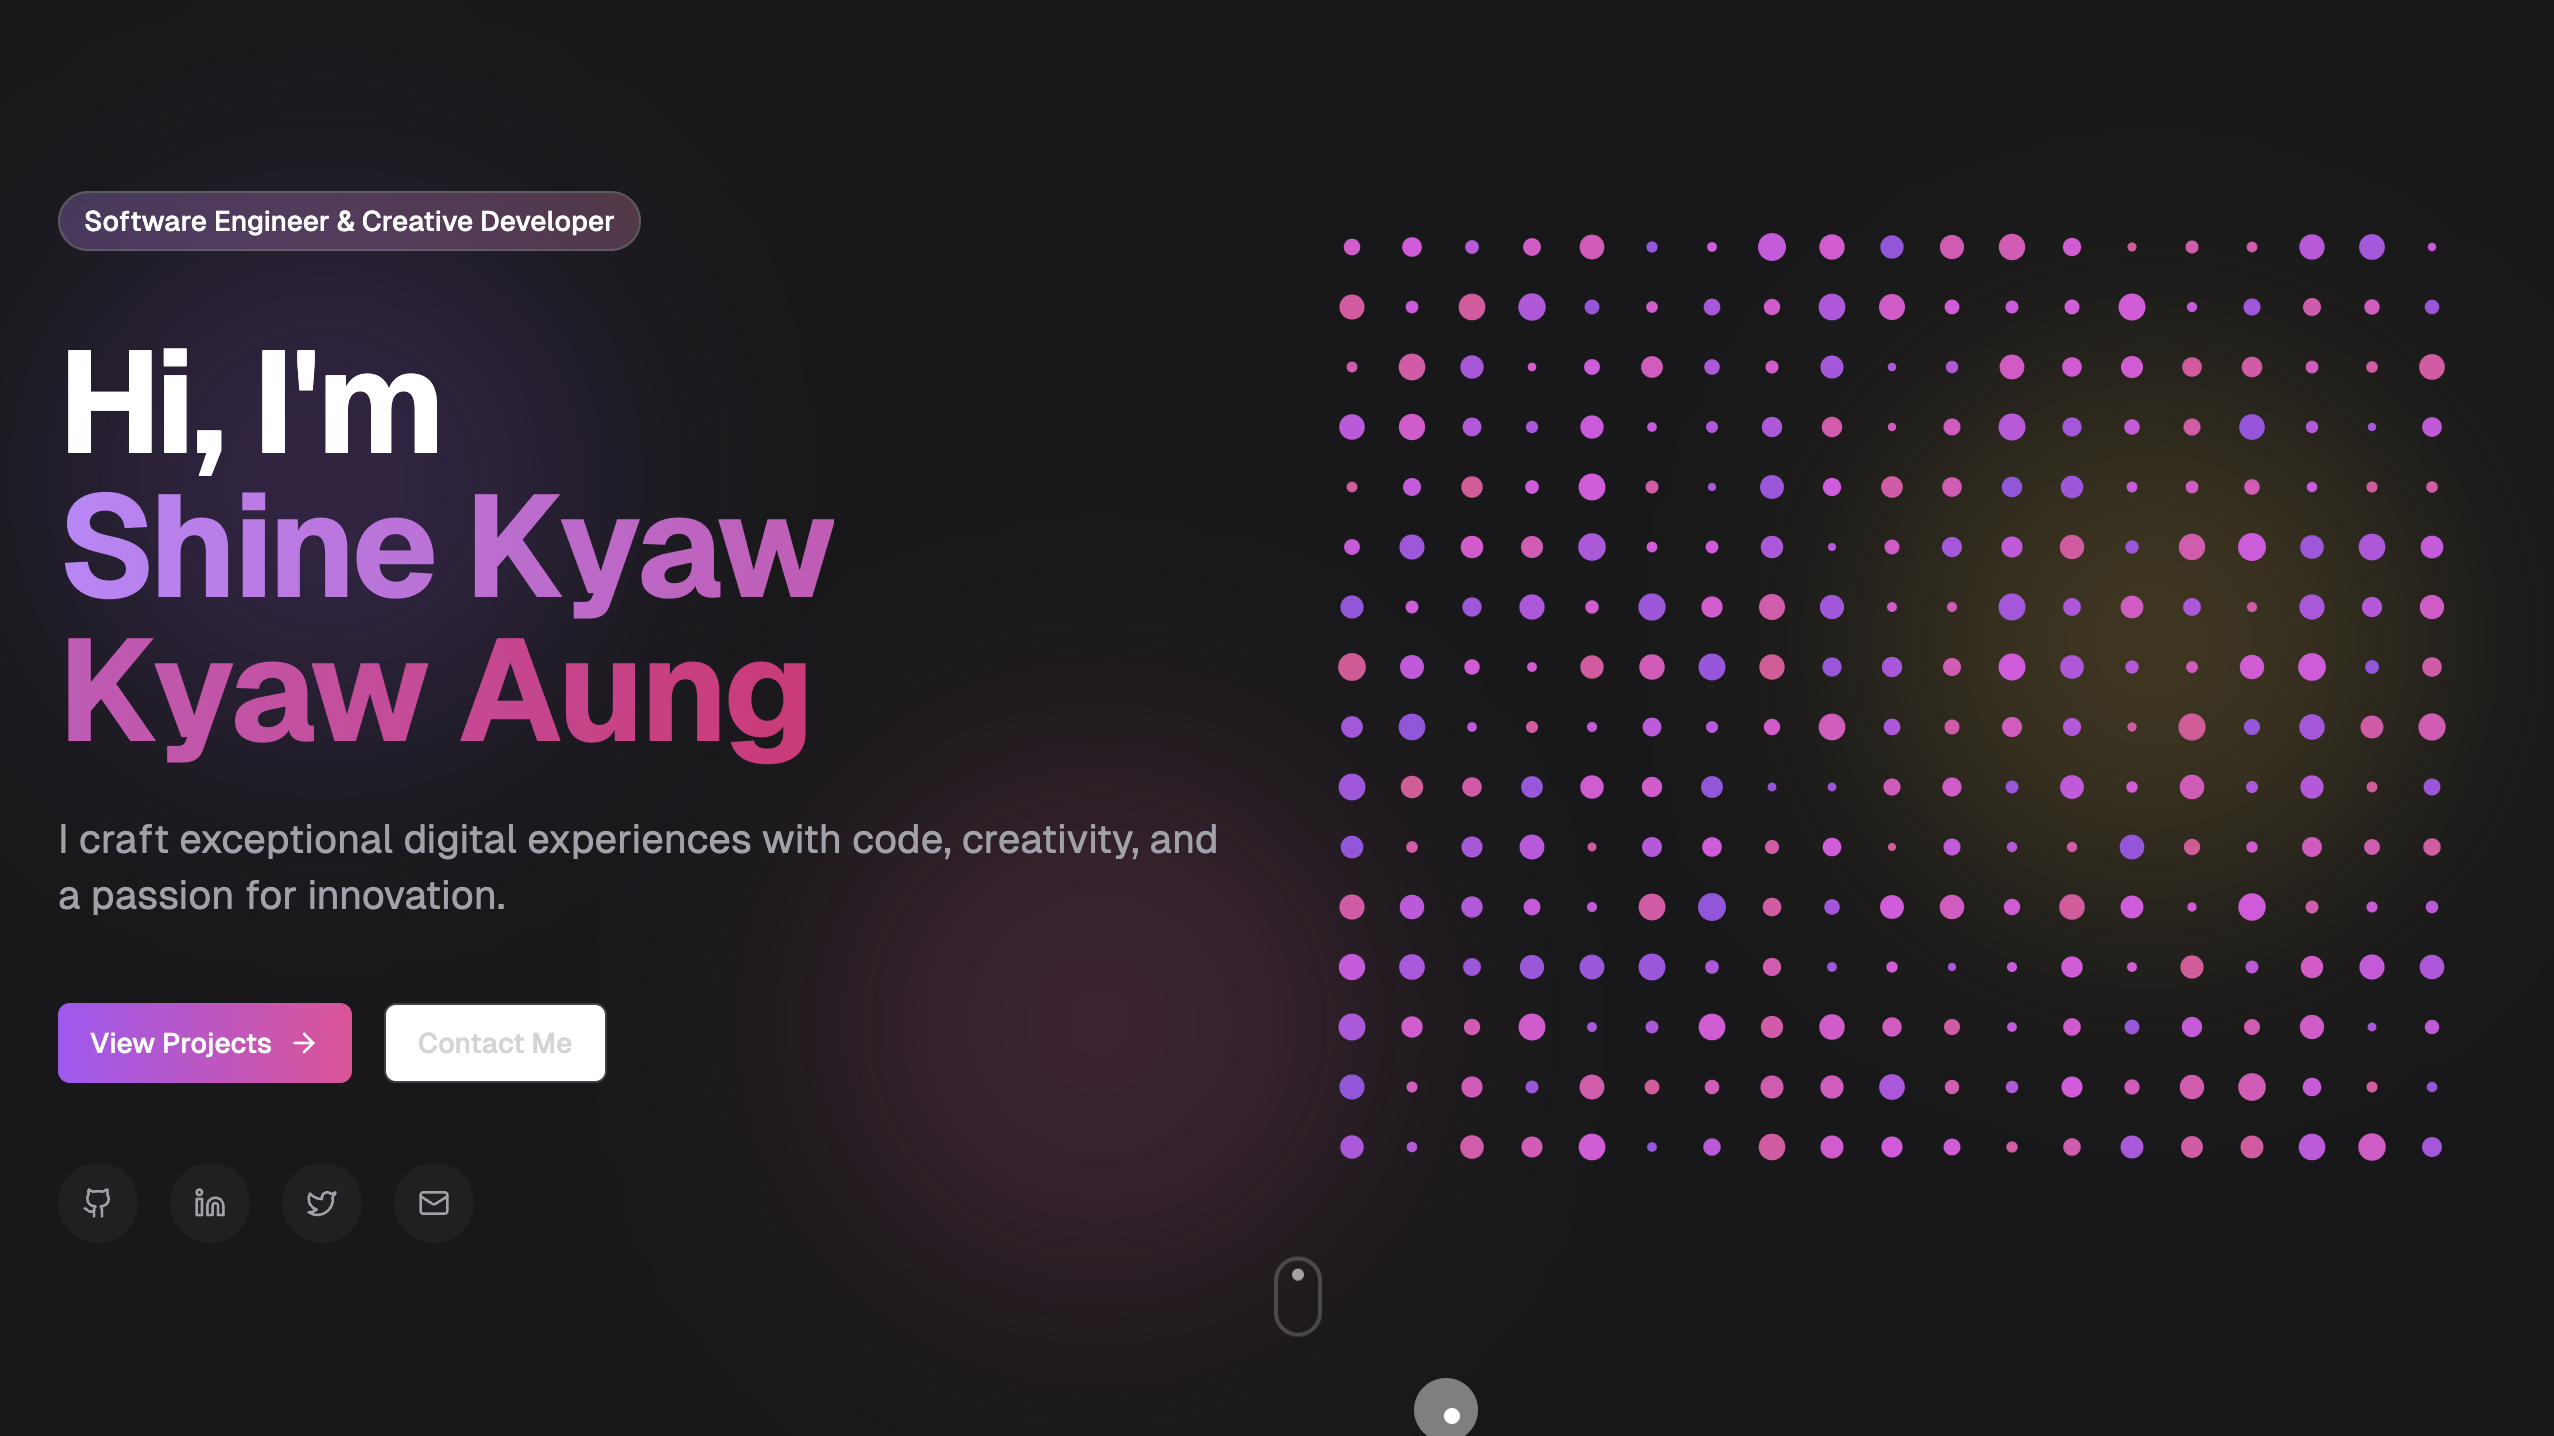 Software Engineer & Creative Developer
Hi, I'm
Shine Kyaw
Kyaw Aung
I craft exceptional digital experiences with code, creativity, and
a passion for innovation.
View Projects
Contact Me